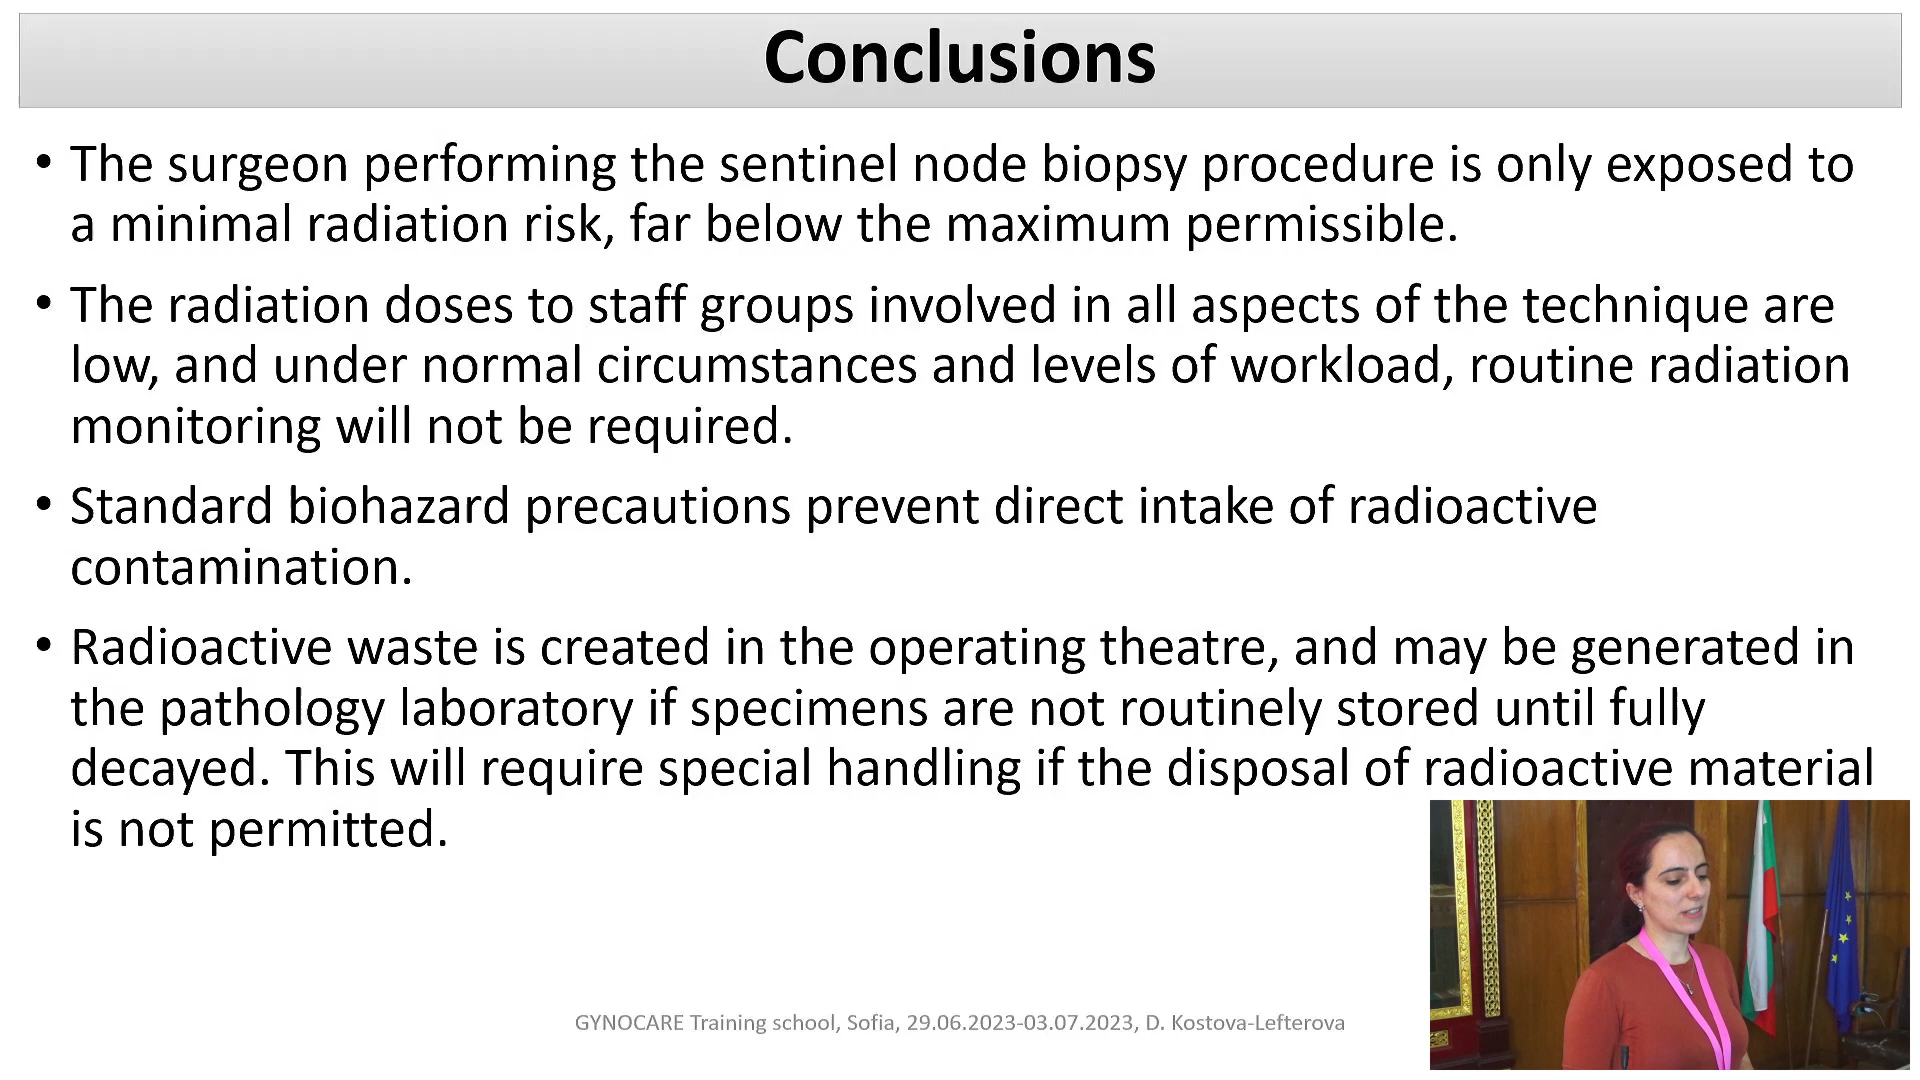 Conclusions
• The surgeon performing the sentinel node biopsy procedure is only exposed to
a minimal radiation risk, far below the maximum permissible.
• The radiation doses to staff groups involved in all aspects of the technique are
low, and under normal circumstances and levels of workload, routine radiation
monitoring will not be required.
• Standard biohazard precautions prevent direct intake of radioactive
contamination.
• Radioactive waste is created in the operating theatre, and may be generated in
the pathology laboratory if specimens are not routinely stored until fully
decayed. This will require special handling if the disposal of radioactive material
is not permitted.
GYNOCARE Training school, Sofia, 29.06.2023-03.07.2023, D. Kostova-Lefterova